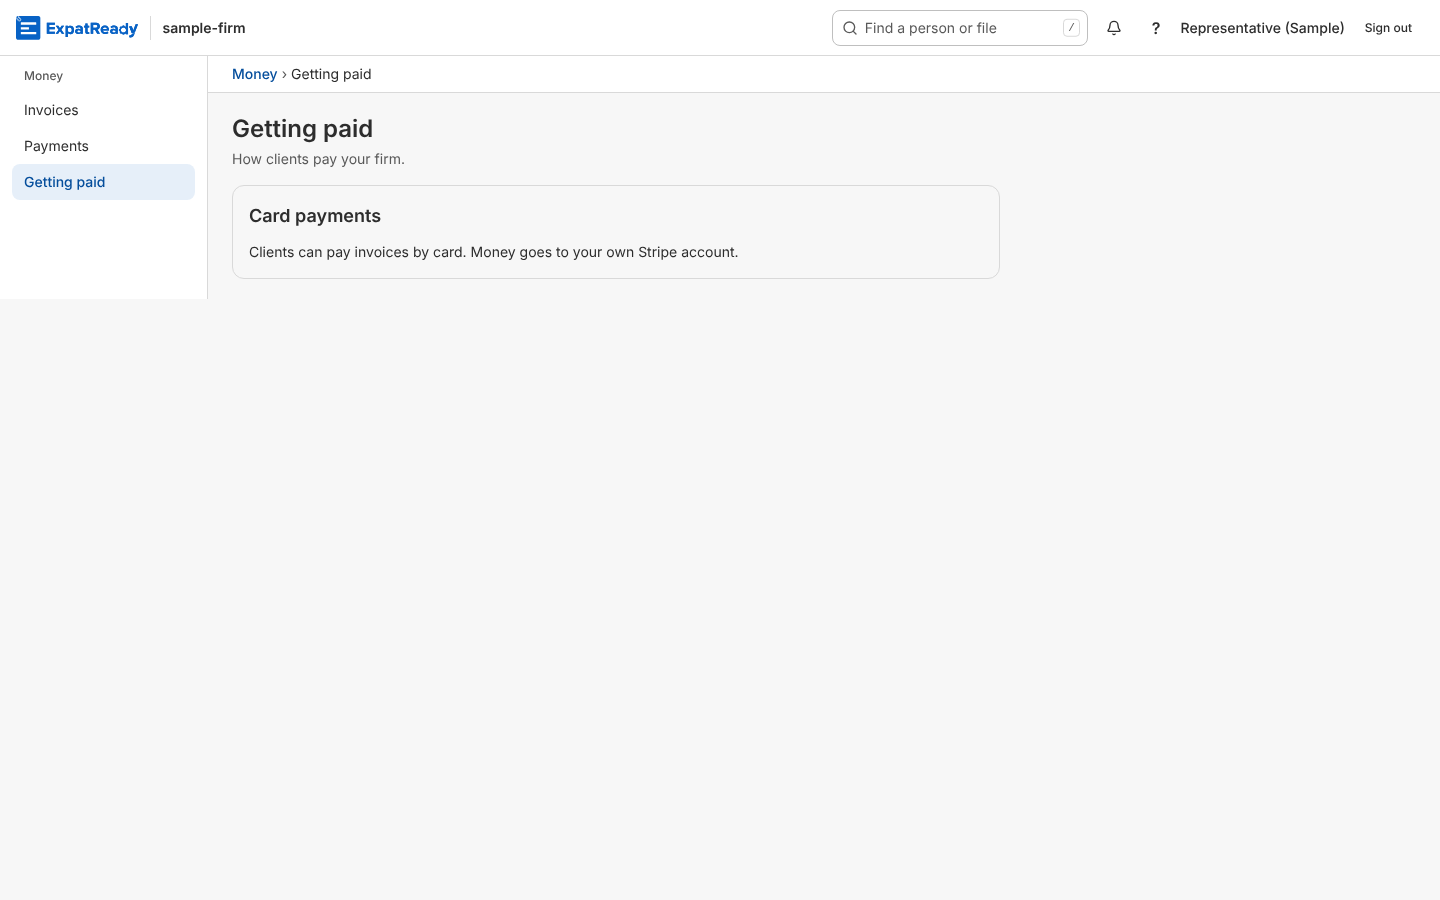 ExpatReady
sample-firm
Find a person or file
/
?
Representative (Sample)
Sign out
Money
Invoices
Payments
Getting paid
Money › Getting paid
Getting paid
How clients pay your firm.
Card payments
Clients can pay invoices by card. Money goes to your own Stripe account.